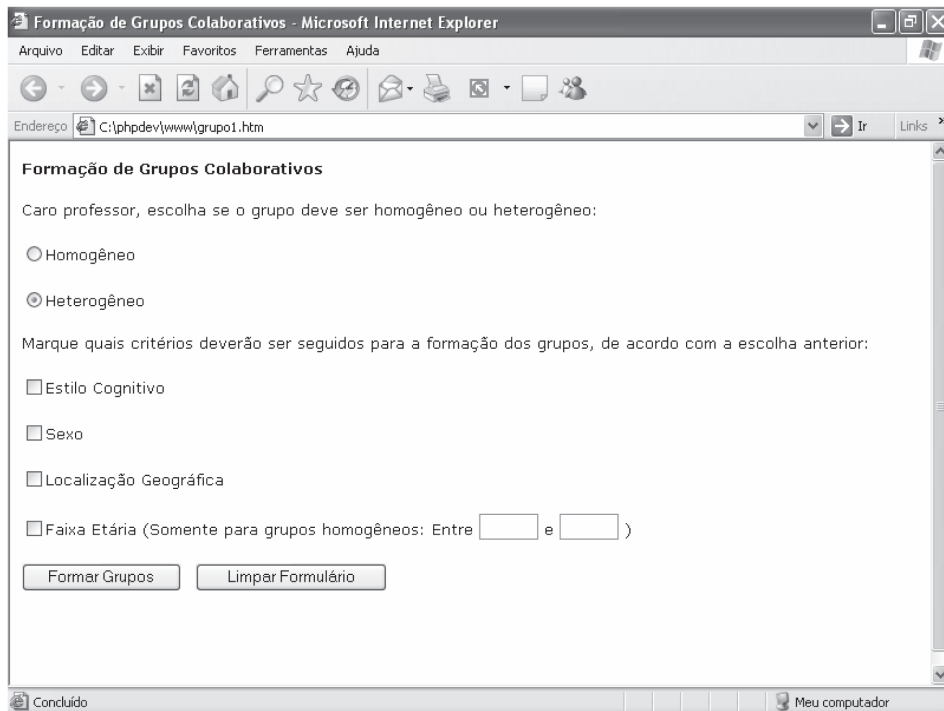 Formação de Grupos Colaborativos - Microsoft Internet Explorer
Arquivo Editar Exibir Favoritos Ferramentas Ajuda
Endereço C:\phpdev\www\grupo1.htm Ir Links »
Formação de Grupos Colaborativos
Caro professor, escolha se o grupo deve ser homogêneo ou heterogêneo:
Homogêneo
Heterogêneo
Marque quais critérios deverão ser seguidos para a formação dos grupos, de acordo com a escolha anterior:
Estilo Cognitivo
Sexo
Localização Geográfica
Faixa Etária (Somente para grupos homogêneos: Entre e )
Formar Grupos Limpar Formulário
Concluído Meu computador